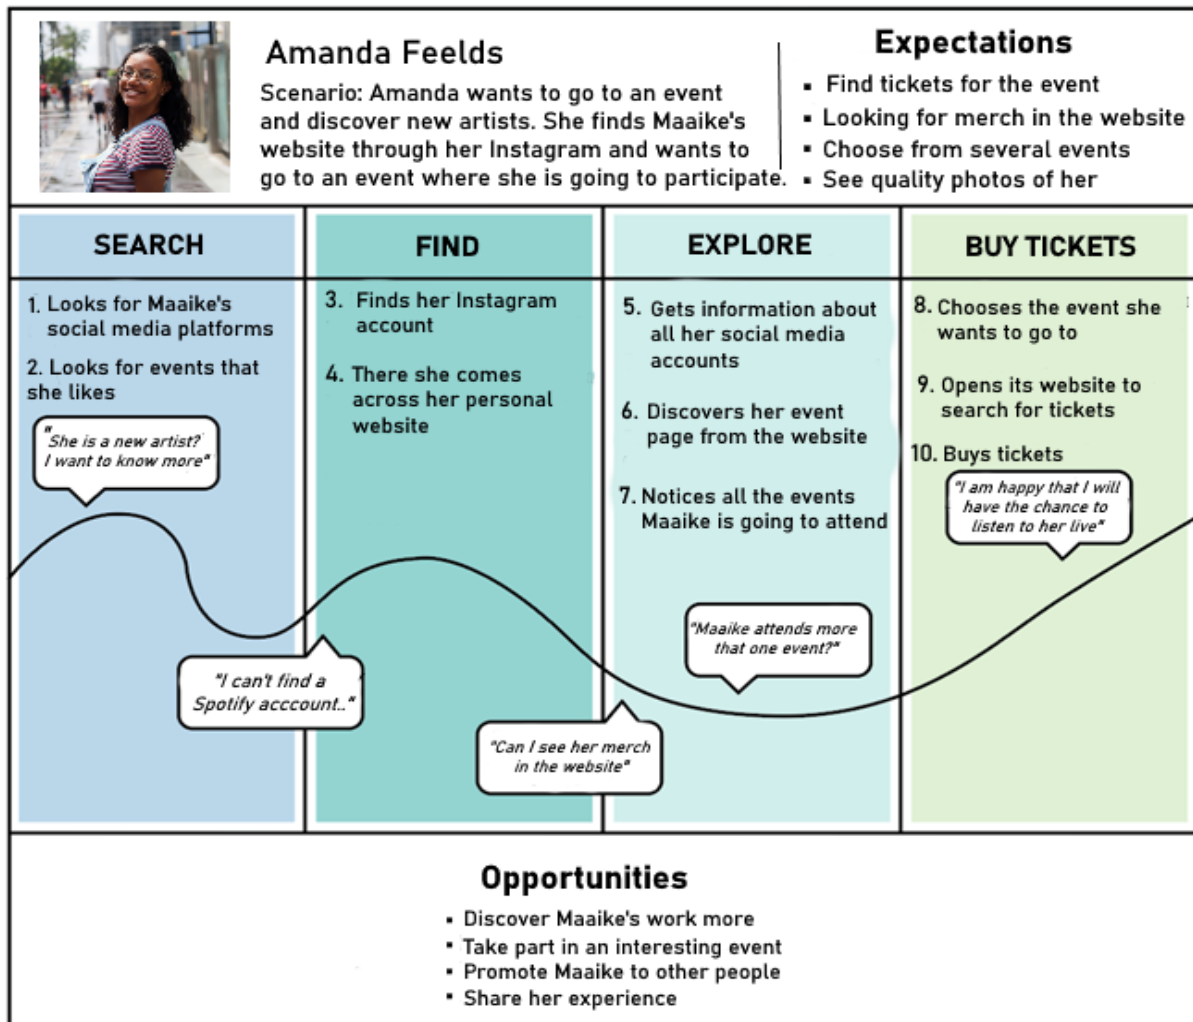 Amanda Feelds
Scenario: Amanda wants to go to an event
and discover new artists. She finds Maaike's
website through her Instagram and wants to
go to an event where she is going to participate.
Expectations
▪ Find tickets for the event
▪ Looking for merch in the website
▪ Choose from several events
▪ See quality photos of her
SEARCH
1. Looks for Maaike's
social media platforms
2. Looks for events that
she likes
"She is a new artist?
I want to know more"
"I can't find a
Spotify acccount.."
FIND
3. Finds her Instagram
account
4. There she comes
across her personal
website
"Can I see her merch
in the website"
EXPLORE
5. Gets information about
all her social media
accounts
6. Discovers her event
page from the website
7. Notices all the events
Maaike is going to attend
"Maaike attends more
that one event?"
BUY TICKETS
8. Chooses the event she
wants to go to
9. Opens its website to
search for tickets
10. Buys tickets
"I am happy that I will
have the chance to
listen to her live"
Opportunities
▪ Discover Maaike's work more
▪ Take part in an interesting event
▪ Promote Maaike to other people
▪ Share her experience